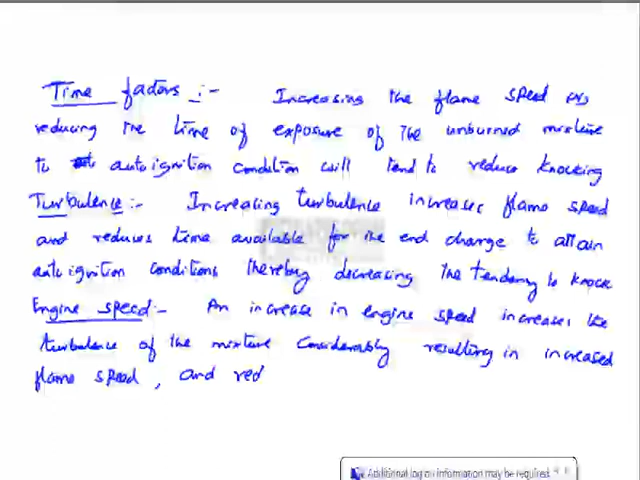 Time factors :- Increasing the flame speed or
reducing the time of exposure of the unburned mixture
to autoignition condition will tend to reduce knocking
Turbulence :- Increasing turbulence increases flame speed
and reduces time available for the end charge to attain
autoignition conditions thereby decreasing the tendency to knock
Engine speed :- An increase in engine speed increases the
turbulence of the mixture considerably resulting in increased
flame speed, and red
Additional log on information may be required.